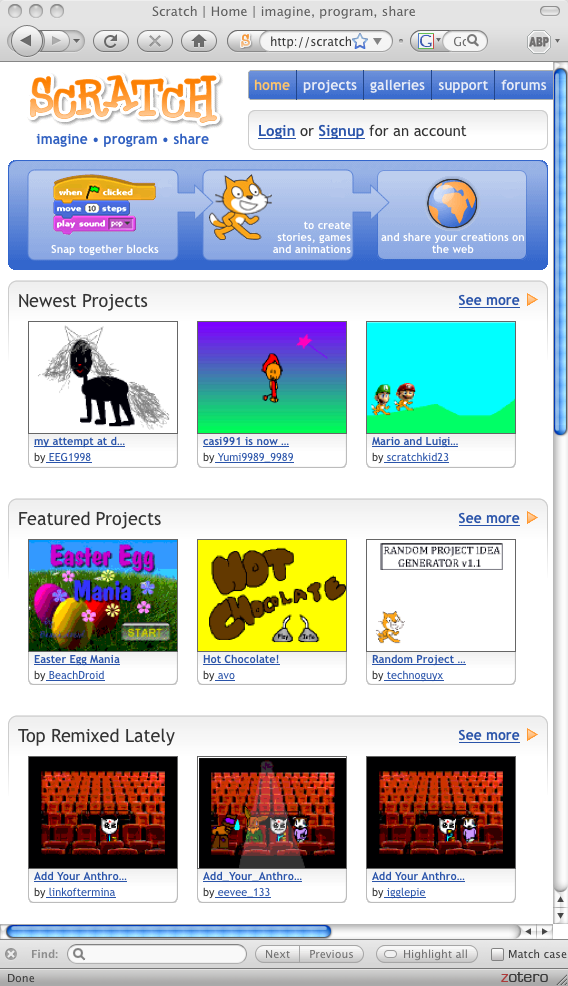 Scratch | Home | imagine, program, share
http://scratch
G
ABP
SCRATCH
imagine • program • share
home projects galleries support forums
Login or Signup for an account
when clicked
move 10 steps
play sound pop
Snap together blocks
to create
stories, games
and animations
and share your creations on
the web
Newest Projects
See more
my attempt at d...
by EEG1998
casi991 is now ...
by Yumi9989_9989
Mario and Luigi...
by scratchkid23
Featured Projects
See more
Easter Egg
Mania
START
HOT
CHOCOLATE
Play Info
RANDOM PROJECT IDEA
GENERATOR v1.1
Easter Egg Mania
by BeachDroid
Hot Chocolate!
by avo
Random Project ...
by technoguyx
Top Remixed Lately
See more
Add Your Anthro...
by linkoftermina
Add_Your_Anthro...
by eevee_133
Add Your Anthro...
by igglepie
Find:
Next Previous
Highlight all
Match case
Done
zotero